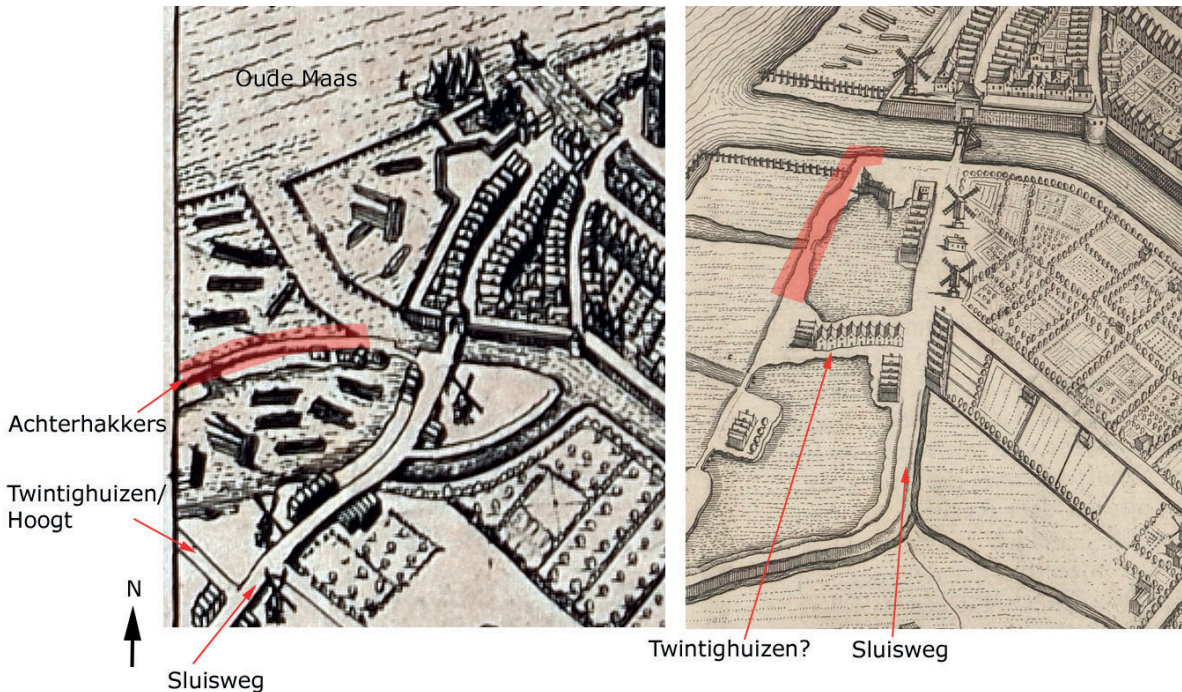 Oude Maas
Achterhakkers
Twintighuizen/
Hoogt
N
Sluisweg
Twintighuizen?
Sluisweg